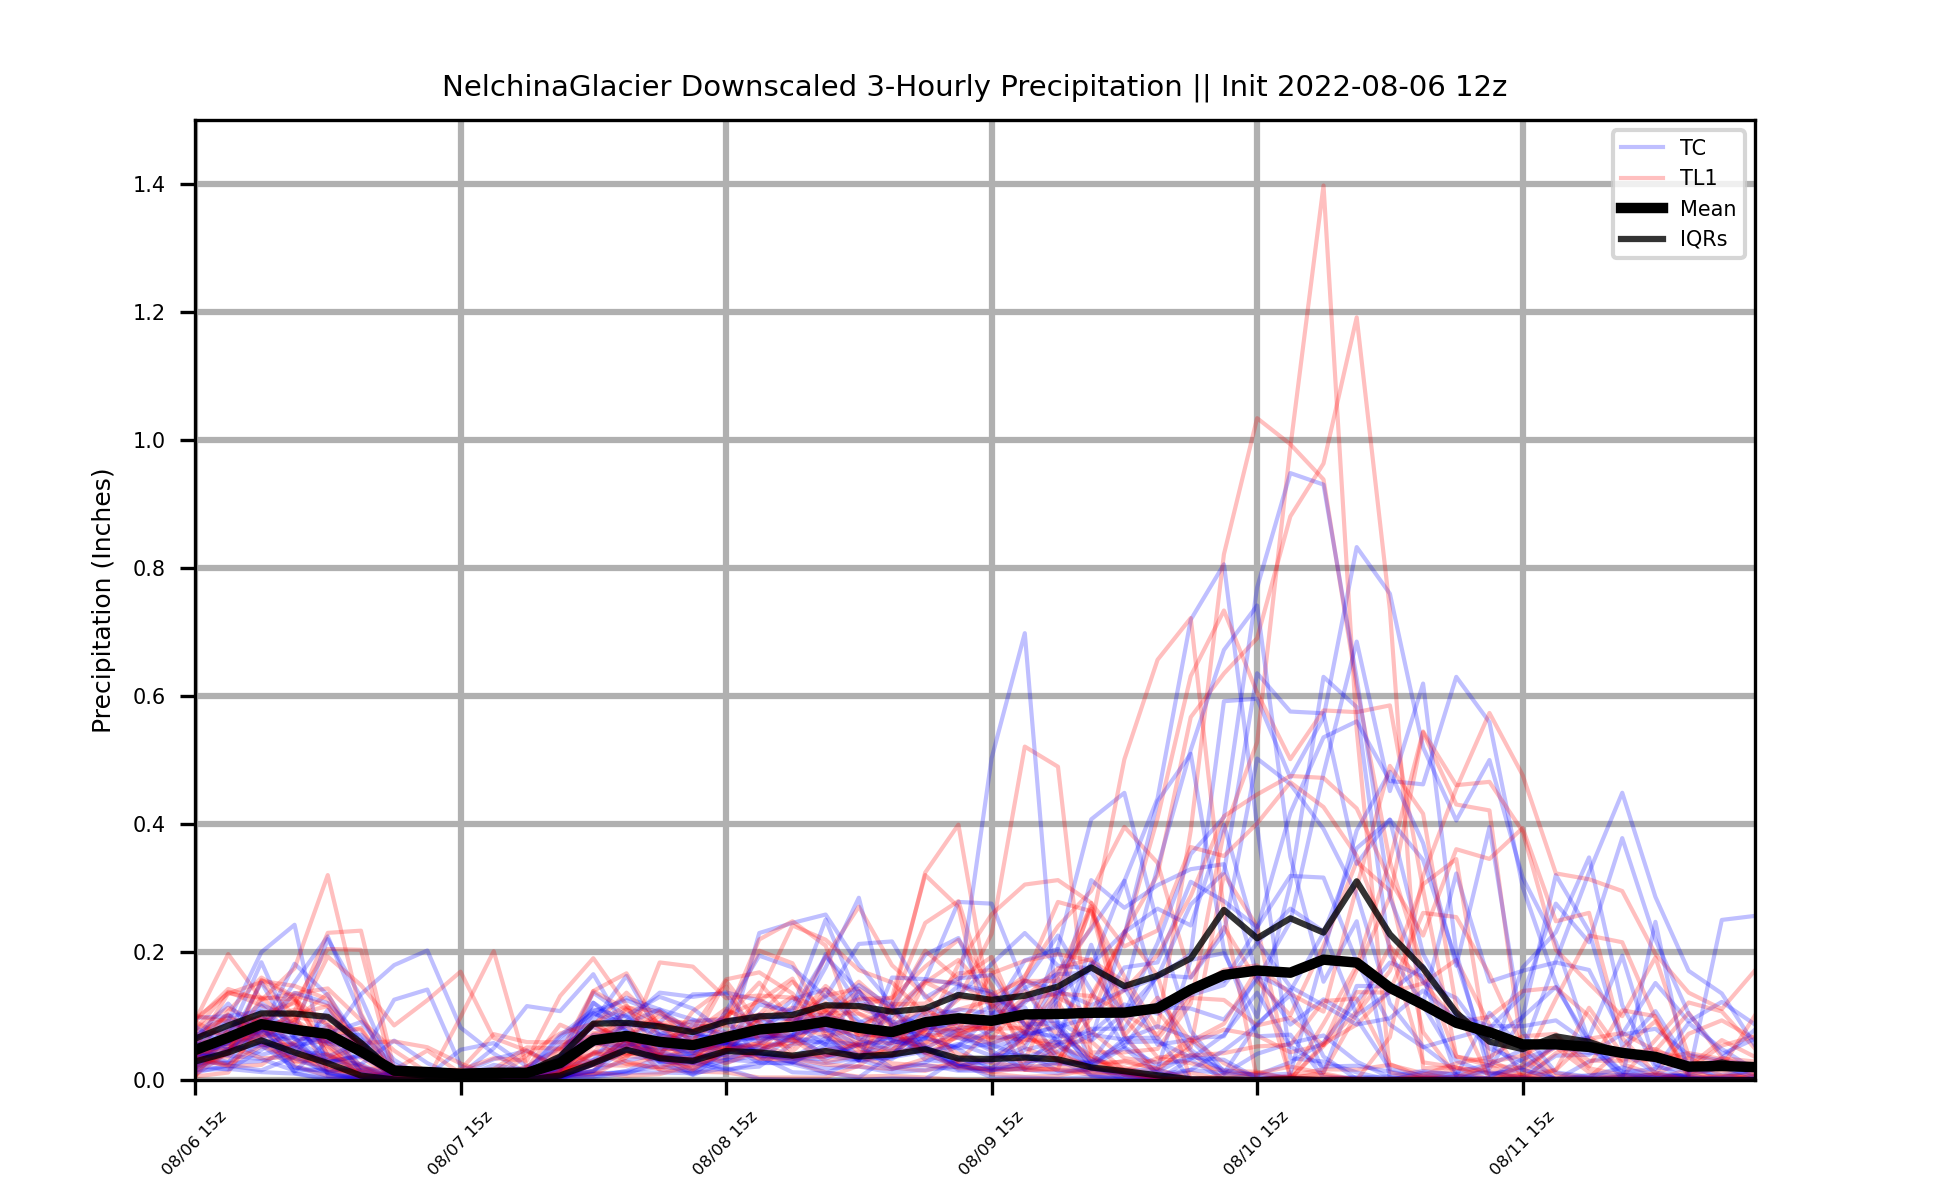 NelchinaGlacier Downscaled 3-Hourly Precipitation || Init 2022-08-06 12z
TC
TL1
Mean
IQRs
Precipitation (Inches)
1.4
1.2
1.0
0.8
0.6
0.4
0.2
0.0
08/06 15z
08/07 15z
08/08 15z
08/09 15z
08/10 15z
08/11 15z